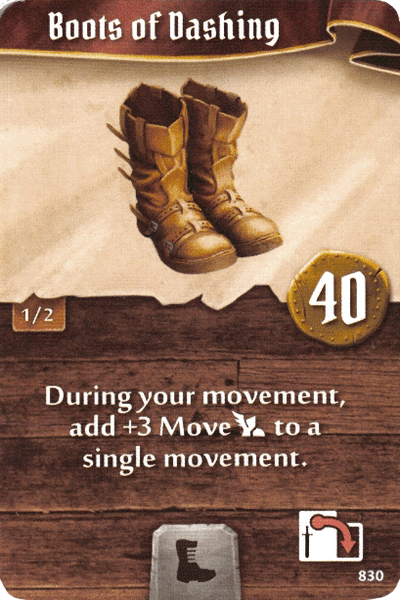 Boots of Dashing
40
1/2
During your movement,
add +3 Move to a
single movement.
830